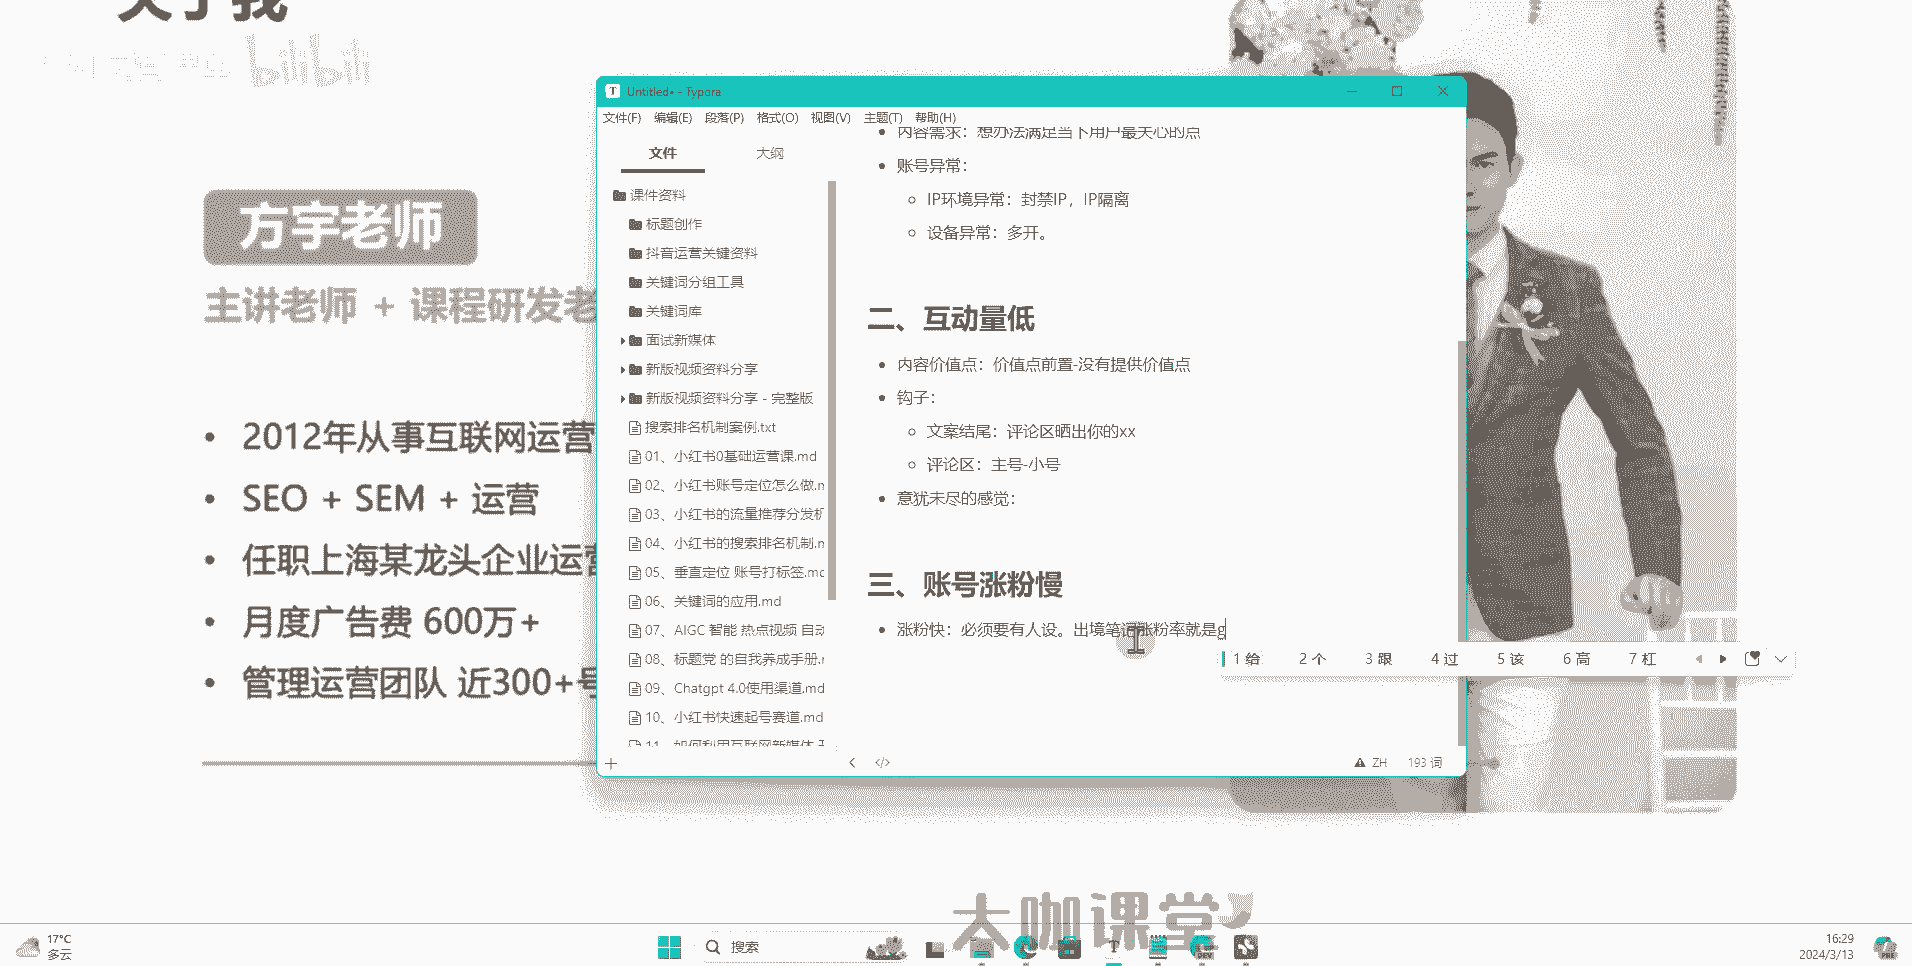 关于我
bilibili
方宇老师
主讲老师 + 课程研发老
2012年从事互联网运营
SEO + SEM + 运营
任职上海某龙头企业运营
月度广告费 600万+
管理运营团队 近300+号
Untitled• - Typora
文件(F) 编辑(E) 段落(P) 格式(O) 视图(V) 主题(T) 帮助(H)
文件 大纲
课件资料
标题创作
抖音运营关键资料
关键词分组工具
关键词库
面试新媒体
新版视频资料分享
新版视频资料分享 - 完整版
搜索排名机制案例.txt
01、小红书0基础运营课.md
02、小红书账号定位怎么做.m
03、小红书的流量推荐分发机
04、小红书的搜索排名机制.m
05、垂直定位 账号打标签.mc
06、关键词的应用.md
07、AIGC 智能 热点视频 自动
08、标题党 的自我养成手册.r
09、Chatgpt 4.0使用渠道.md
10、小红书快速起号赛道.md
11、如何利用互联网新媒体
内容需求：想办法满足当下用户最关心的点
账号异常：
IP环境异常：封禁IP，IP隔离
设备异常：多开。
二、互动量低
内容价值点：价值点前置-没有提供价值点
钩子：
文案结尾：评论区晒出你的xx
评论区：主号-小号
意犹未尽的感觉：
三、账号涨粉慢
涨粉快：必须要有人设。出境笔记涨粉率就是g
1 给 2 个 3 跟 4 过 5 该 6 高 7 杠
ZH 193 词
大咖课堂
17°C
多云
搜索
16:29
2024/3/13